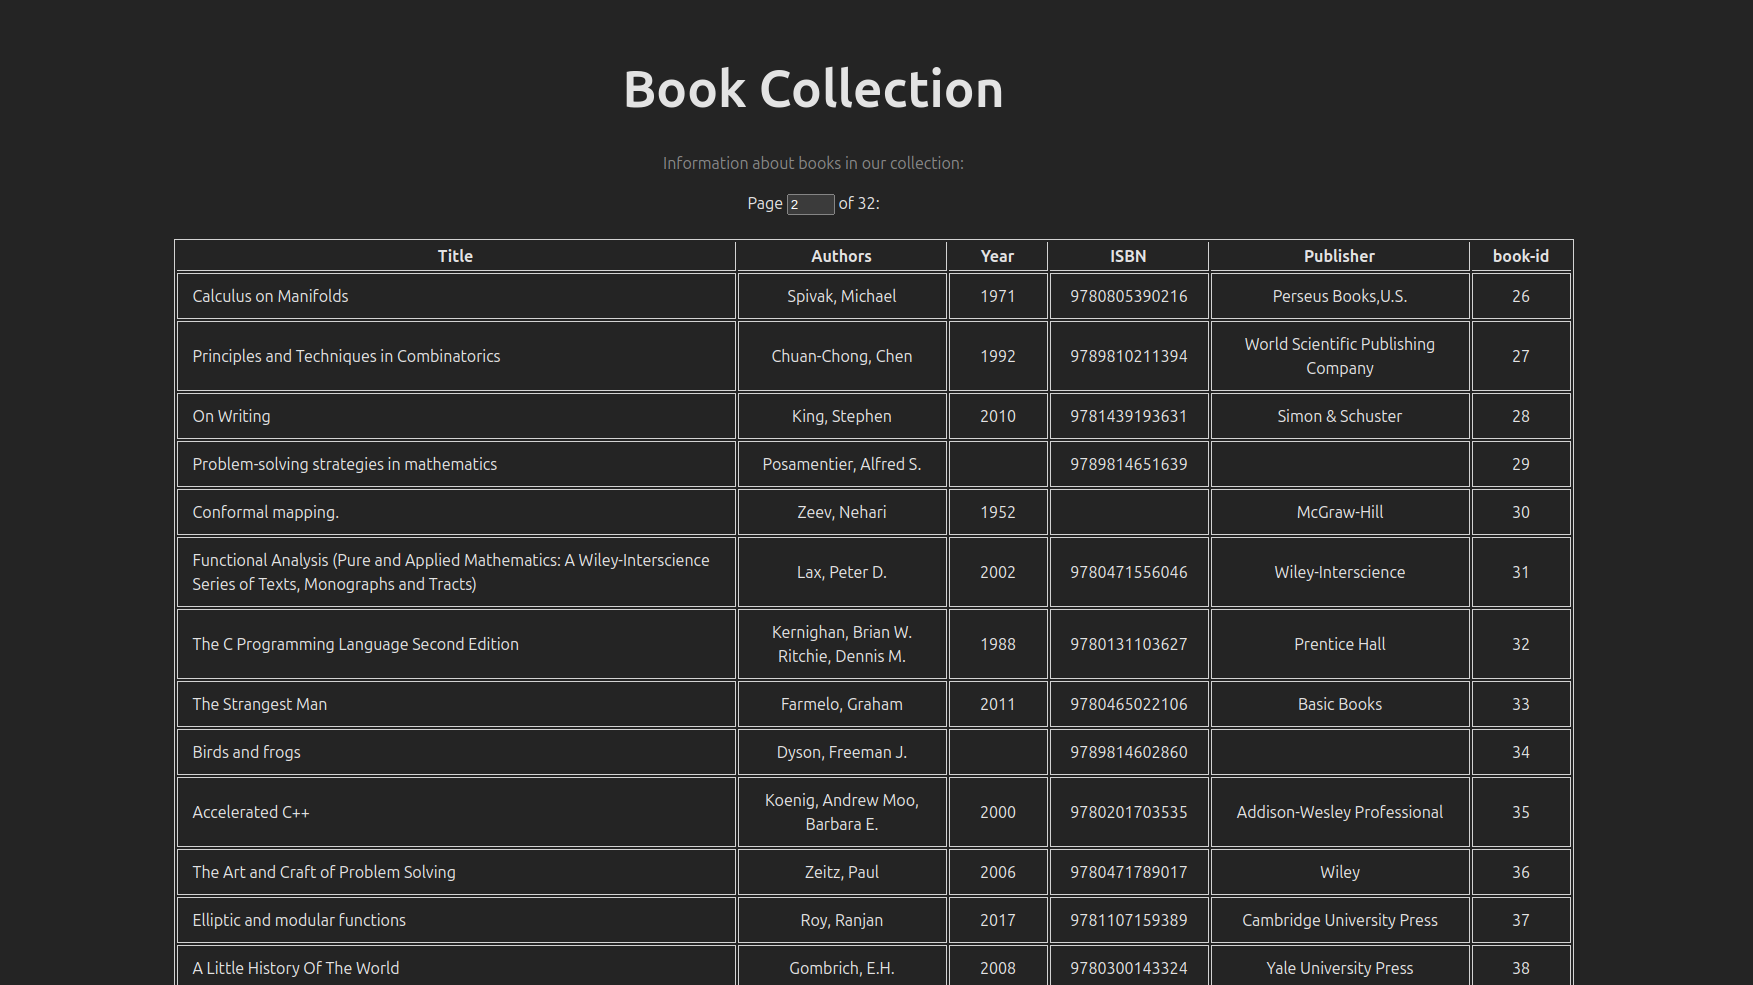 Book Collection
Information about books in our collection:
Page 2 of 32:
Title Authors Year ISBN Publisher book-id
Calculus on Manifolds Spivak, Michael 1971 9780805390216 Perseus Books,U.S. 26
Principles and Techniques in Combinatorics Chuan-Chong, Chen 1992 9789810211394 World Scientific Publishing
Company 27
On Writing King, Stephen 2010 9781439193631 Simon & Schuster 28
Problem-solving strategies in mathematics Posamentier, Alfred S. 9789814651639 29
Conformal mapping. Zeev, Nehari 1952 McGraw-Hill 30
Functional Analysis (Pure and Applied Mathematics: A Wiley-Interscience
Series of Texts, Monographs and Tracts) Lax, Peter D. 2002 9780471556046 Wiley-Interscience 31
The C Programming Language Second Edition Kernighan, Brian W.
Ritchie, Dennis M. 1988 9780131103627 Prentice Hall 32
The Strangest Man Farmelo, Graham 2011 9780465022106 Basic Books 33
Birds and frogs Dyson, Freeman J. 9789814602860 34
Accelerated C++ Koenig, Andrew Moo,
Barbara E. 2000 9780201703535 Addison-Wesley Professional 35
The Art and Craft of Problem Solving Zeitz, Paul 2006 9780471789017 Wiley 36
Elliptic and modular functions Roy, Ranjan 2017 9781107159389 Cambridge University Press 37
A Little History Of The World Gombrich, E.H. 2008 9780300143324 Yale University Press 38